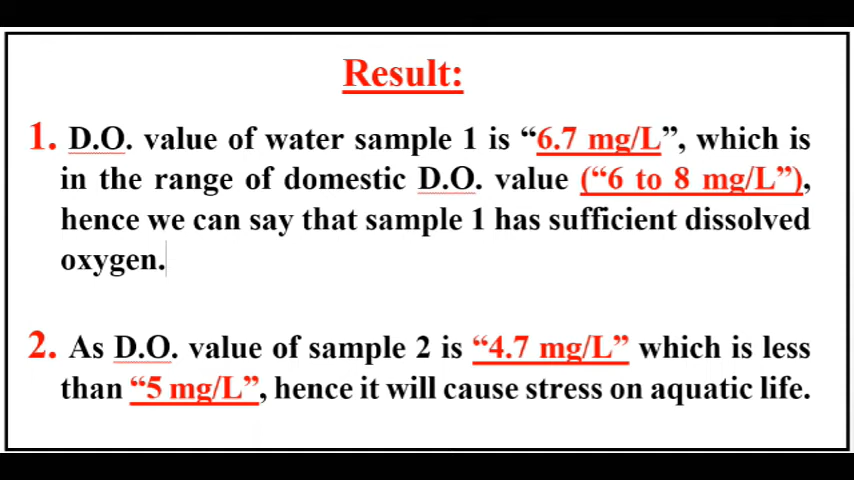 Result:
1. D.O. value of water sample 1 is “6.7 mg/L”, which is
in the range of domestic D.O. value (“6 to 8 mg/L”),
hence we can say that sample 1 has sufficient dissolved
oxygen.
2. As D.O. value of sample 2 is “4.7 mg/L” which is less
than “5 mg/L”, hence it will cause stress on aquatic life.